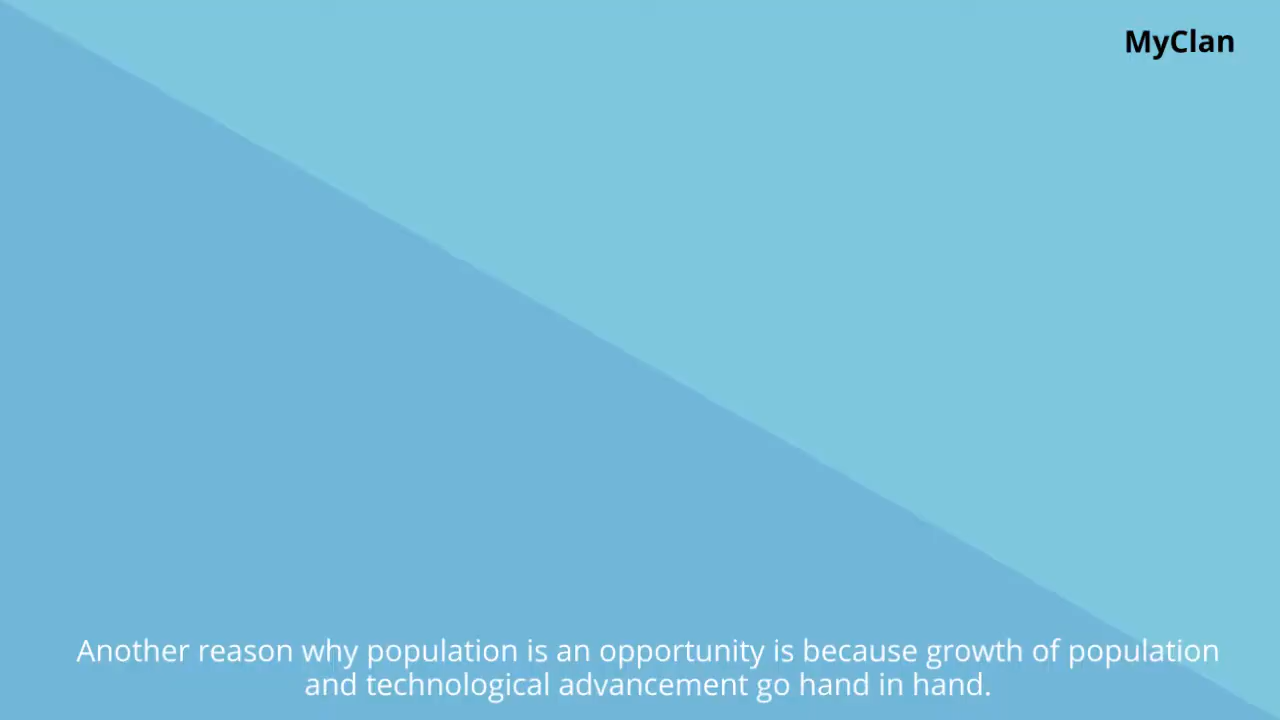 MyClan
Another reason why population is an opportunity is because growth of population
and technological advancement go hand in hand.